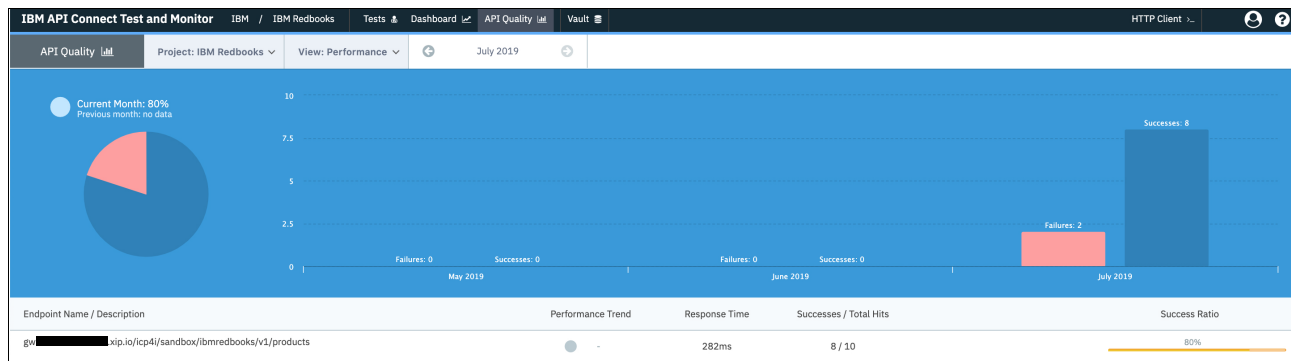 IBM API Connect Test and Monitor IBM / IBM Redbooks Tests Dashboard API Quality Vault HTTP Client >_ ?
API Quality Project: IBM Redbooks View: Performance July 2019
Current Month: 80%
Previous month: no data
10
7.5
5
2.5
0
Failures: 0 Successes: 0
May 2019
Failures: 0 Successes: 0
June 2019
Failures: 2
Successes: 8
July 2019
Endpoint Name / Description Performance Trend Response Time Successes / Total Hits Success Ratio
gw .xip.io/icp4i/sandbox/ibmredbooks/v1/products - 282ms 8 / 10 80%